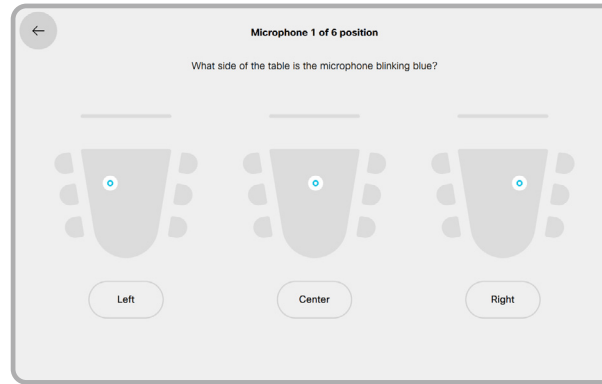 Microphone 1 of 6 position
What side of the table is the microphone blinking blue?
Left
Center
Right